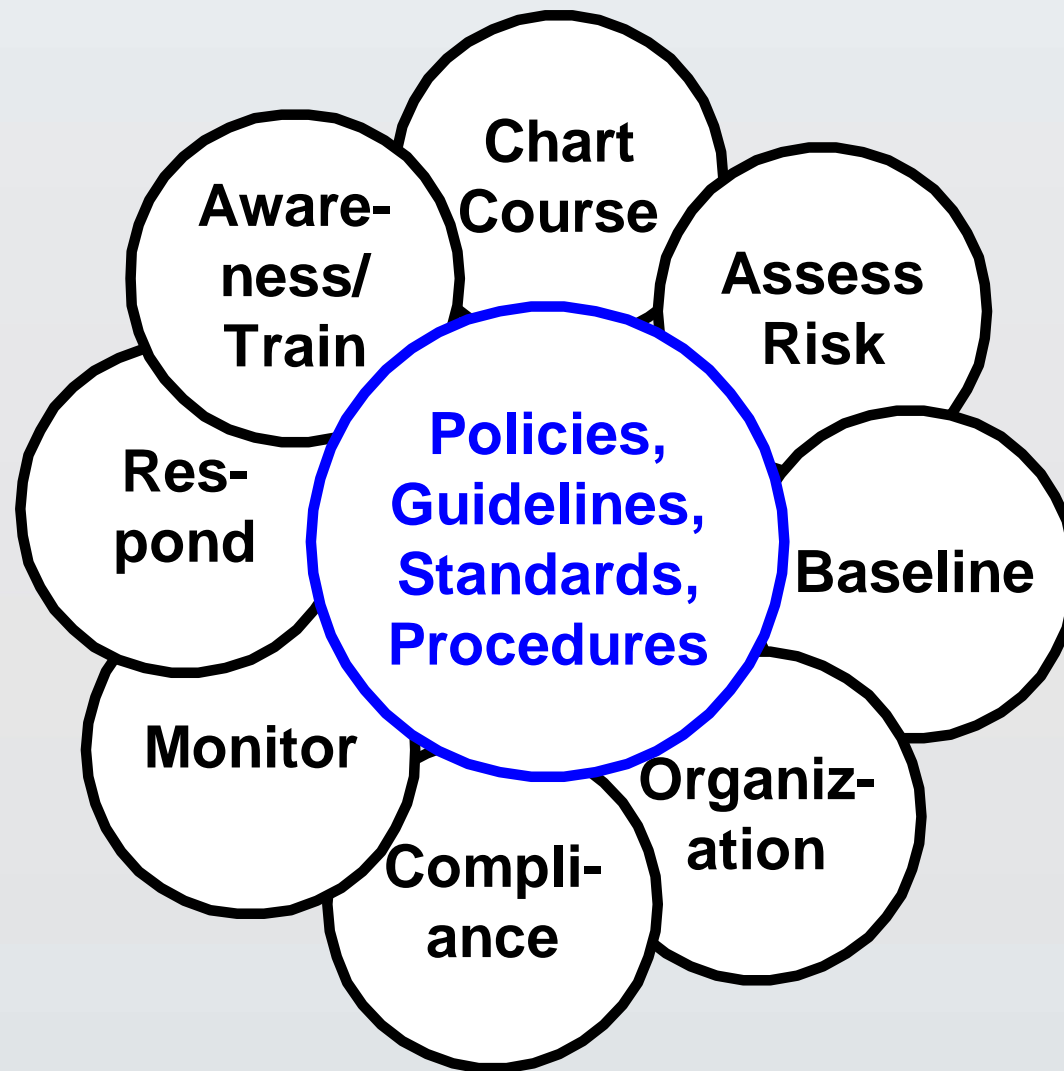 Chart
Course
Assess
Risk
Baseline
Organiz-
ation
Compli-
ance
Monitor
Res-
pond
Aware-
ness/
Train
Policies,
Guidelines,
Standards,
Procedures